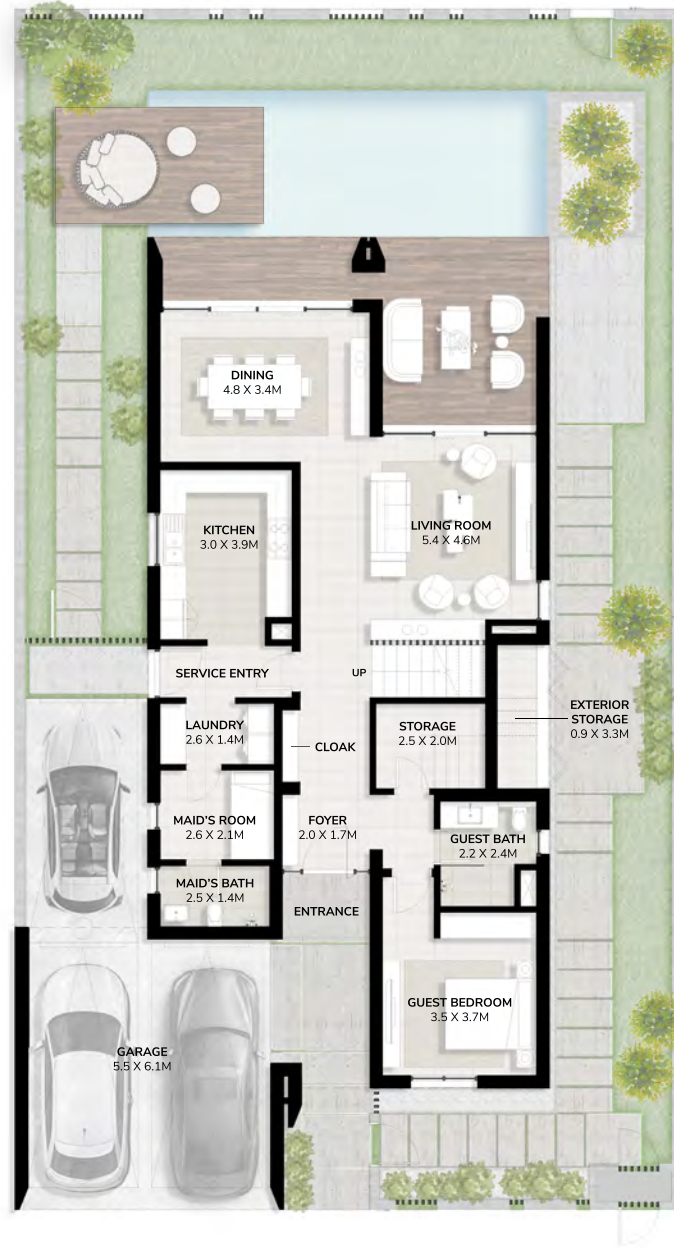 DINING
4.8 X 3.4M
KITCHEN
3.0 X 3.9M
LIVING ROOM
5.4 X 4.6M
SERVICE ENTRY
UP
LAUNDRY
2.6 X 1.4M
CLOAK
STORAGE
2.5 X 2.0M
EXTERIOR
STORAGE
0.9 X 3.3M
MAID'S ROOM
2.6 X 2.1M
FOYER
2.0 X 1.7M
GUEST BATH
2.2 X 2.4M
MAID'S BATH
2.5 X 1.4M
ENTRANCE
GUEST BEDROOM
3.5 X 3.7M
GARAGE
5.5 X 6.1M